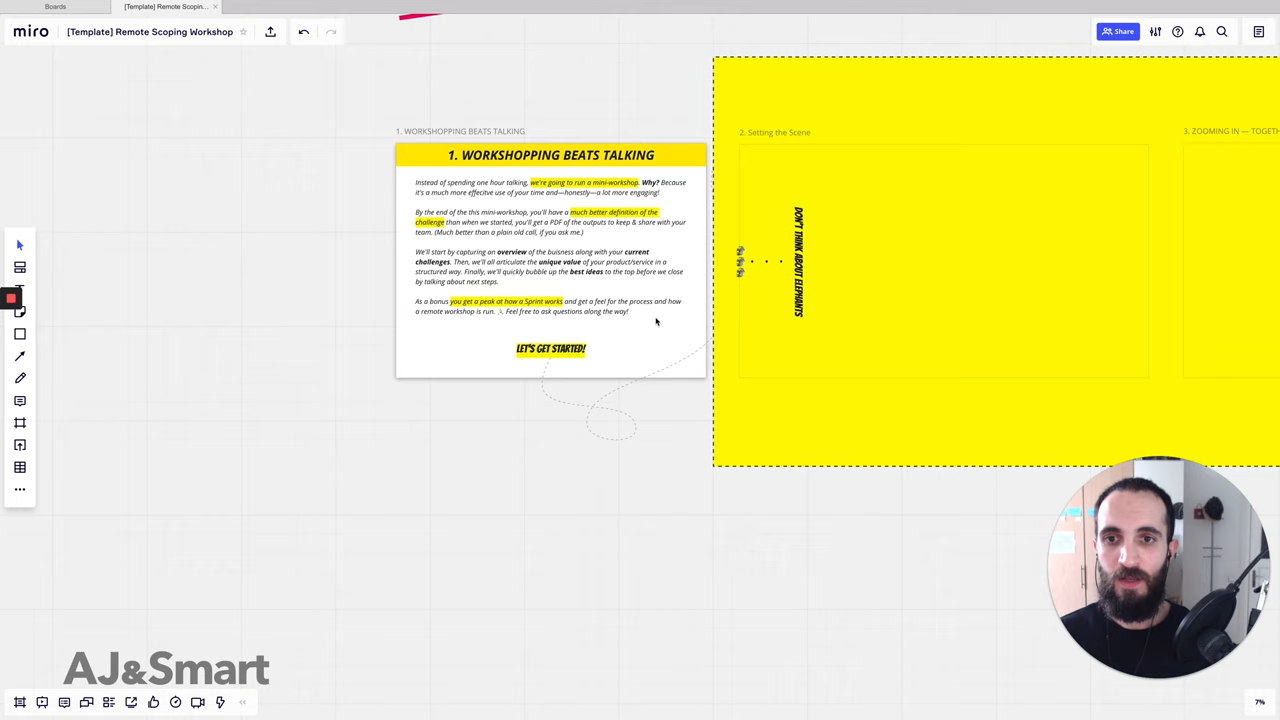 Boards
[Template] Remote Scopin...
miro
[Template] Remote Scoping Workshop
Share
1. WORKSHOPPING BEATS TALKING
2. Setting the Scene
3. ZOOMING IN — TOGETH
1. WORKSHOPPING BEATS TALKING
Instead of spending one hour talking, we're going to run a mini-workshop. Why? Because
it's a much more effecitve use of your time and—honestly—a lot more engaging!
By the end of the this mini-workshop, you'll have a much better definition of the
challenge than when we started, you'll get a PDF of the outputs to keep & share with your
team. (Much better than a plain old call, if you ask me.)
We'll start by capturing an overview of the buisness along with your current
challenges. Then, we'll all articulate the unique value of your product/service in a
structured way. Finally, we'll quickly bubble up the best ideas to the top before we close
by talking about next steps.
As a bonus you get a peak at how a Sprint works and get a feel for the process and how
a remote workshop is run. Feel free to ask questions along the way!
LET'S GET STARTED!
DON'T THINK ABOUT ELEPHANTS
AJ&Smart
7%